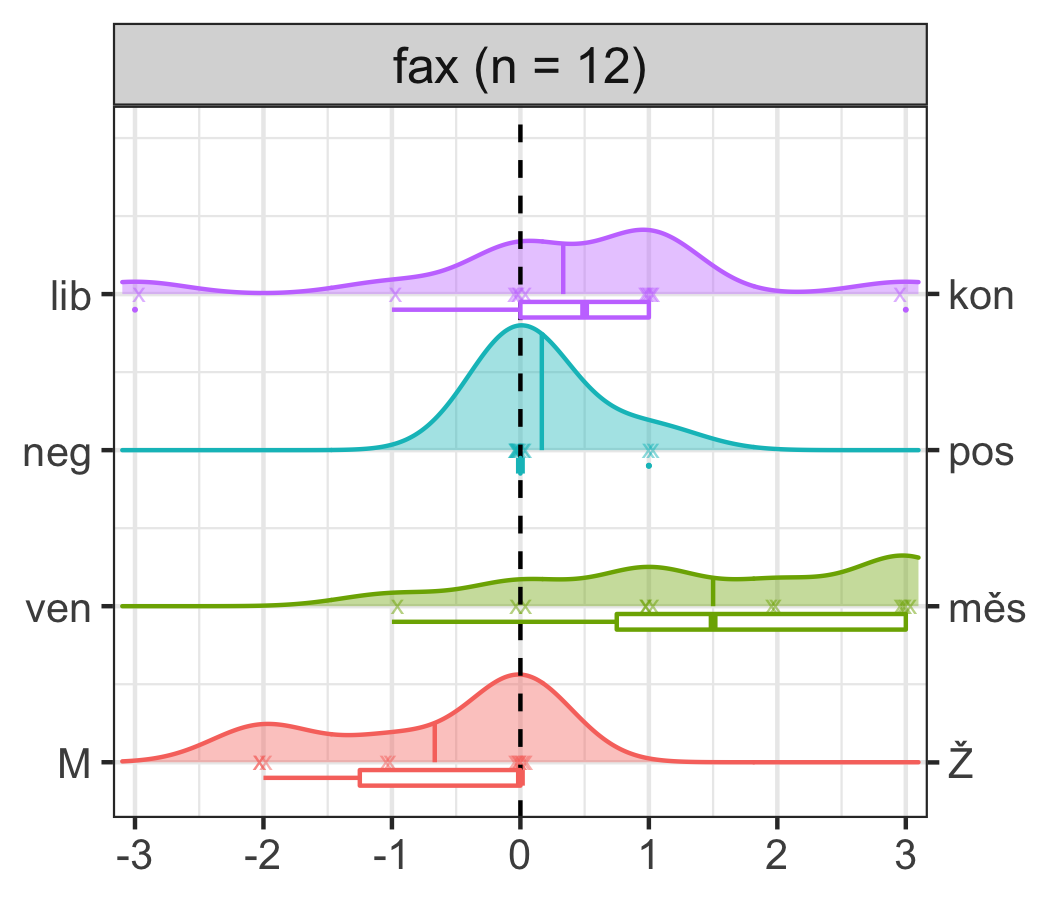 fax (n = 12)
lib kon
neg pos
ven měs
M Ž
-3 -2 -1 0 1 2 3